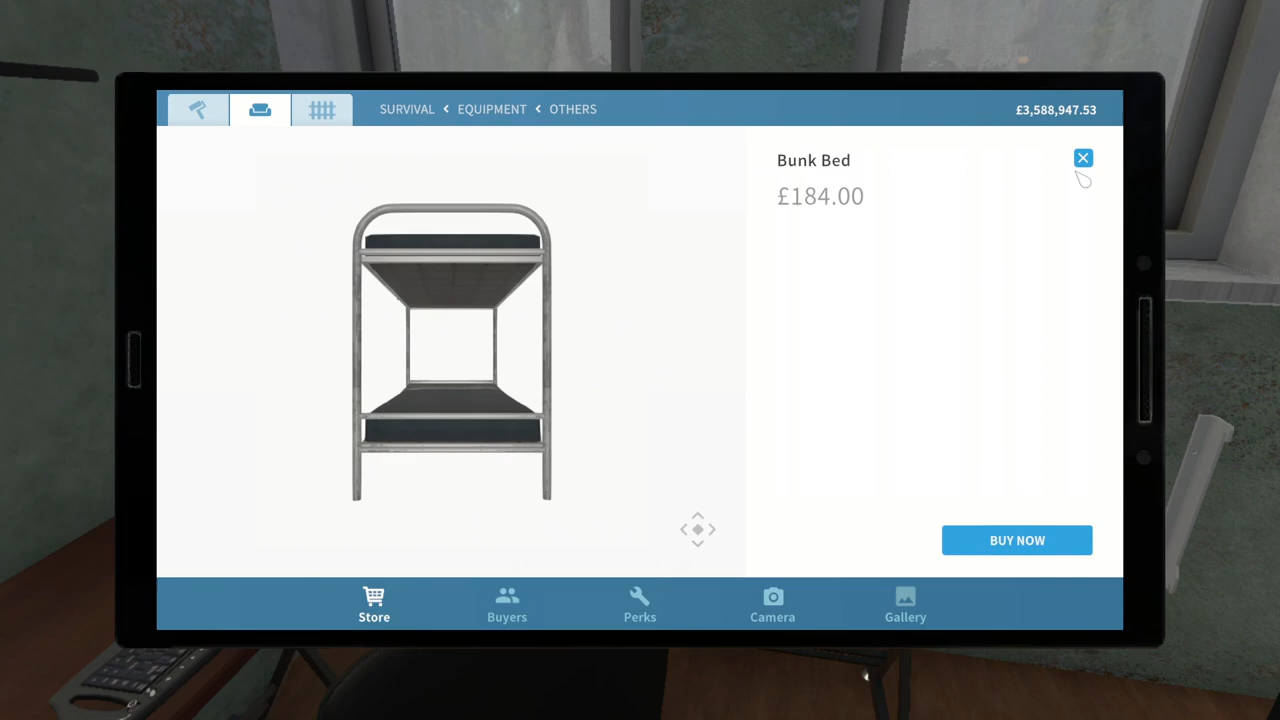 SURVIVAL < EQUIPMENT < OTHERS
£3,588,947.53
Bunk Bed
£184.00
BUY NOW
Store
Buyers
Perks
Camera
Gallery